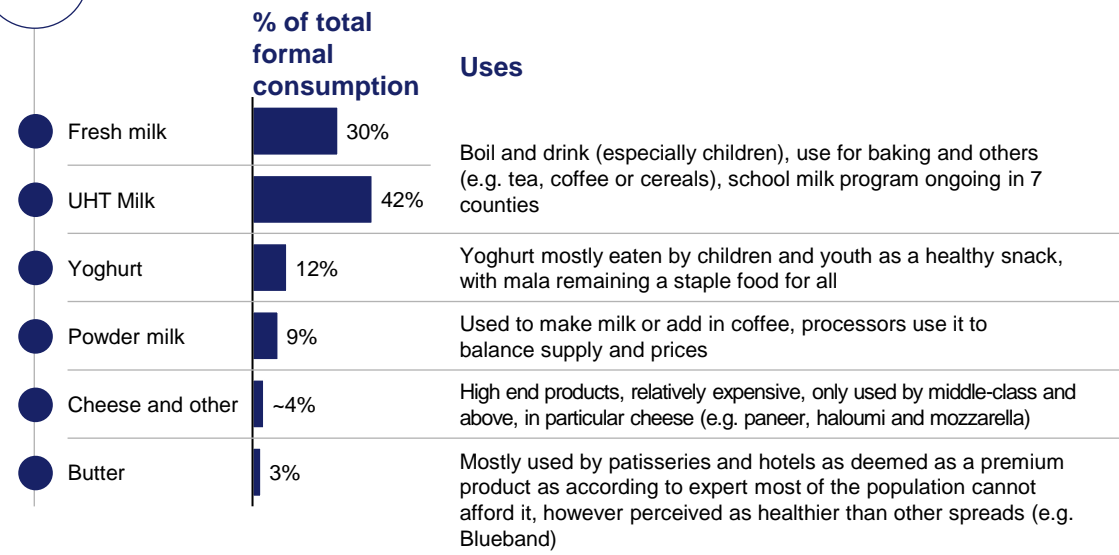 % of total
formal
consumption
Uses
Fresh milk
30%
UHT Milk
42%
Boil and drink (especially children), use for baking and others
(e.g. tea, coffee or cereals), school milk program ongoing in 7
counties
Yoghurt
12%
Yoghurt mostly eaten by children and youth as a healthy snack,
with mala remaining a staple food for all
Powder milk
9%
Used to make milk or add in coffee, processors use it to
balance supply and prices
Cheese and other
~4%
High end products, relatively expensive, only used by middle-class and
above, in particular cheese (e.g. paneer, haloumi and mozzarella)
Butter
3%
Mostly used by patisseries and hotels as deemed as a premium
product as according to expert most of the population cannot
afford it, however perceived as healthier than other spreads (e.g.
Blueband)